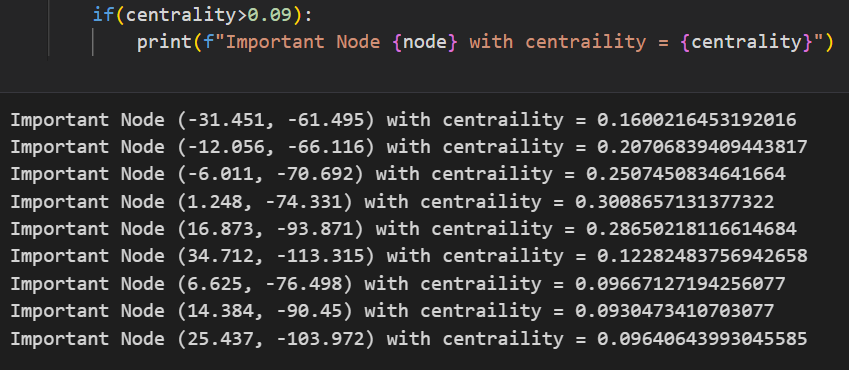 if(centrality>0.09):
print(f"Important Node {node} with centraility = {centrality}")
Important Node (-31.451, -61.495) with centraility = 0.1600216453192016
Important Node (-12.056, -66.116) with centraility = 0.20706839409443817
Important Node (-6.011, -70.692) with centraility = 0.2507450834641664
Important Node (1.248, -74.331) with centraility = 0.3008657131377322
Important Node (16.873, -93.871) with centraility = 0.28650218116614684
Important Node (34.712, -113.315) with centraility = 0.12282483756942658
Important Node (6.625, -76.498) with centraility = 0.09667127194256077
Important Node (14.384, -90.45) with centraility = 0.0930473410703077
Important Node (25.437, -103.972) with centraility = 0.09640643993045585